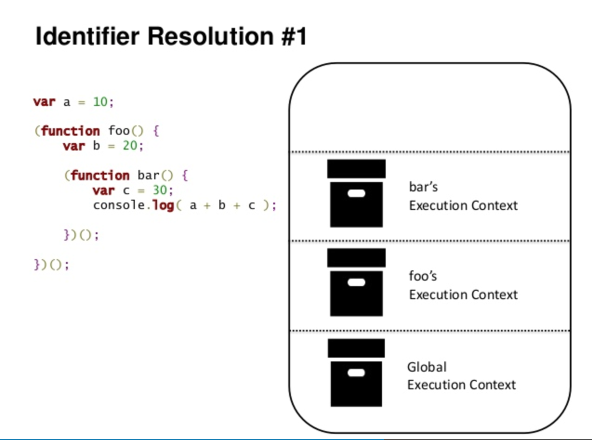 Identifier Resolution #1
var a = 10;
(function foo() {
    var b = 20;
    (function bar() {
        var c = 30;
        console.log( a + b + c );
    })();
})();
bar's
Execution Context
foo's
Execution Context
Global
Execution Context